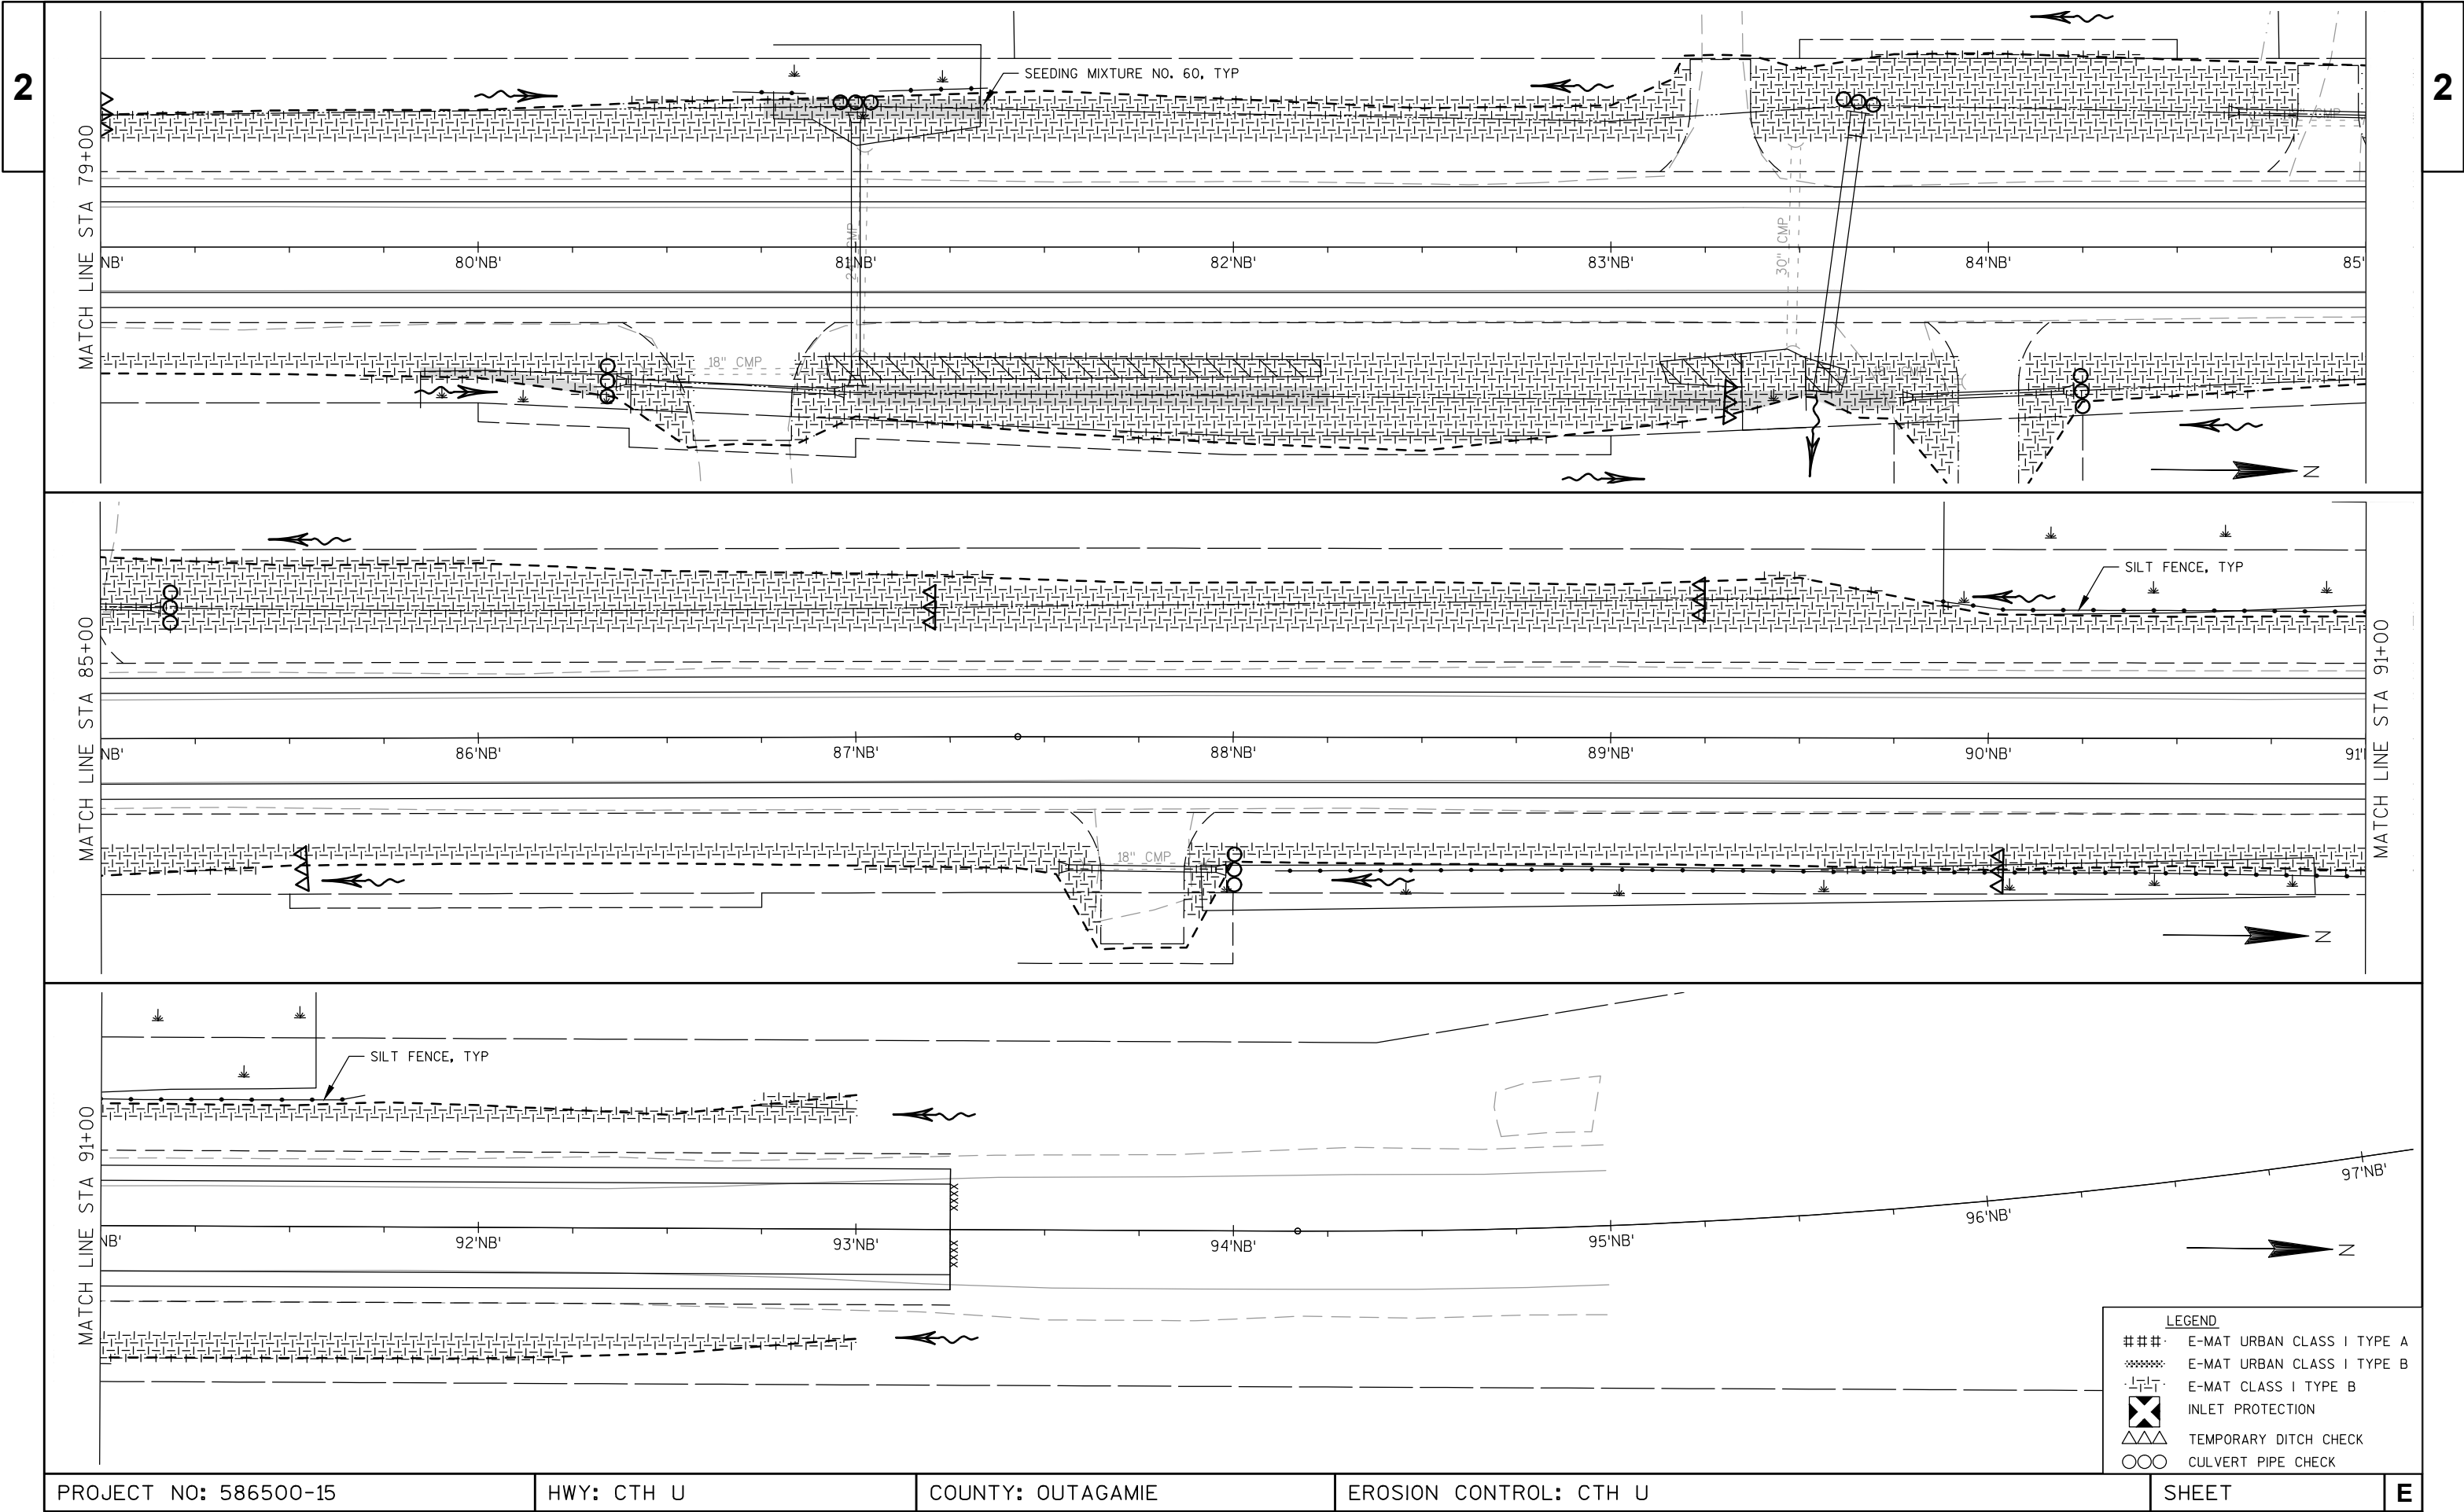 2
2
SEEDING MIXTURE NO. 60, TYP
CMP
MATCH LINE STA 79+00
CMP
30" CMP
NB'
80'NB'
81'NB'
82'NB'
83'NB'
84'NB'
85'
18" CMP
CMP
N
SILT FENCE, TYP
MATCH LINE STA 85+00
MATCH LINE STA 91+00
NB'
86'NB'
87'NB'
88'NB'
89'NB'
90'NB'
91'
18" CMP
N
SILT FENCE, TYP
MATCH LINE STA 91+00
XXXX
XXXX
NB'
92'NB'
93'NB'
94'NB'
95'NB'
96'NB'
97'NB'
N
LEGEND
E-MAT URBAN CLASS I TYPE A
E-MAT URBAN CLASS I TYPE B
E-MAT CLASS I TYPE B
INLET PROTECTION
TEMPORARY DITCH CHECK
CULVERT PIPE CHECK
PROJECT NO: 586500-15
HWY: CTH U
COUNTY: OUTAGAMIE
EROSION CONTROL: CTH U
SHEET
E